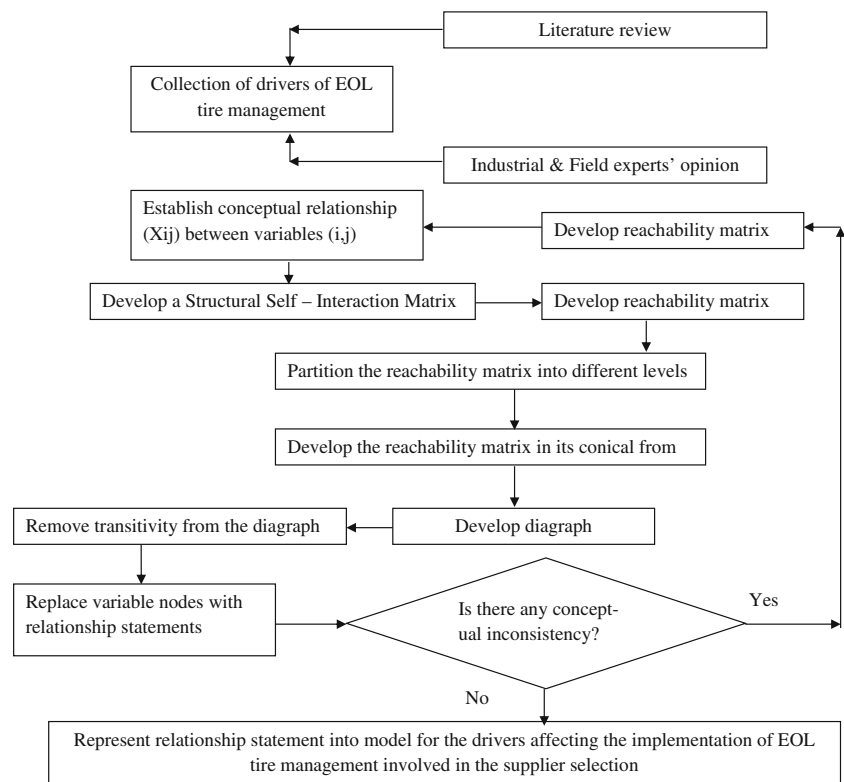 Literature review
Collection of drivers of EOL
tire management
Industrial & Field experts' opinion
Establish conceptual relationship
(Xij) between variables (i,j)
Develop reachability matrix
Develop a Structural Self – Interaction Matrix
Develop reachability matrix
Partition the reachability matrix into different levels
Develop the reachability matrix in its conical from
Remove transitivity from the diagraph
Develop diagraph
Replace variable nodes with
relationship statements
Is there any concept-
ual inconsistency?
Yes
No
Represent relationship statement into model for the drivers affecting the implementation of EOL
tire management involved in the supplier selection